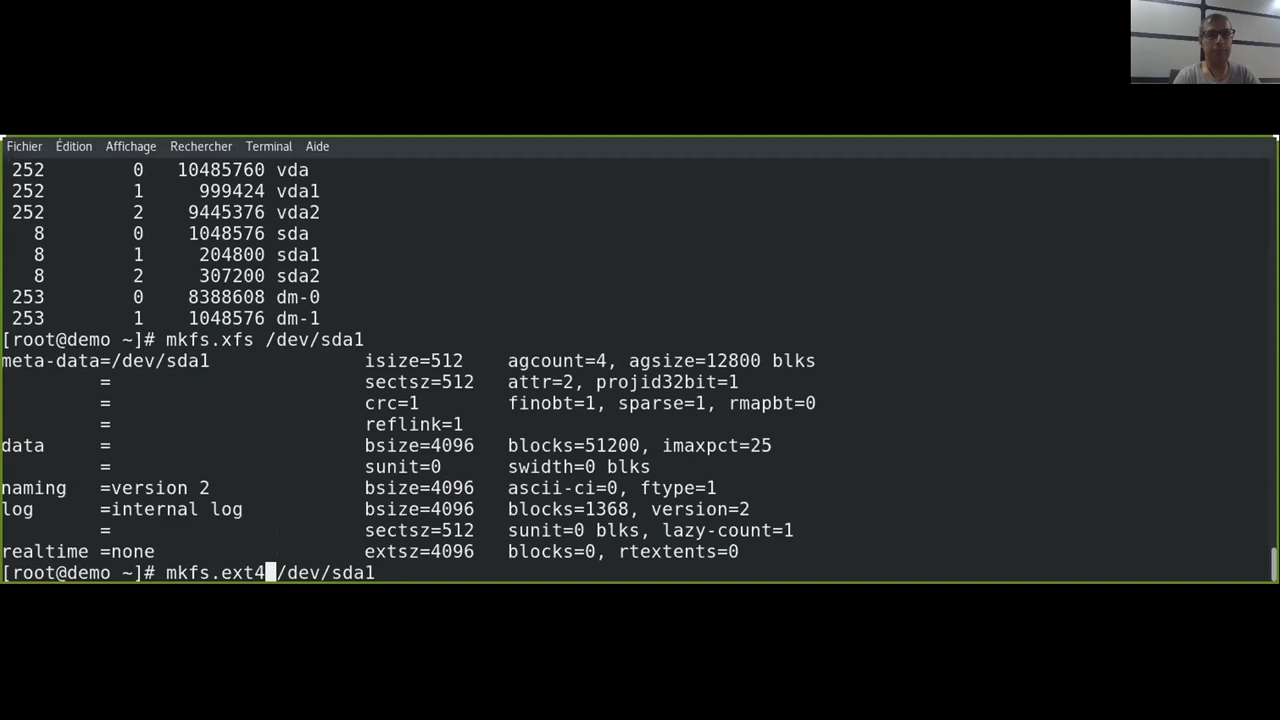 Fichier Édition Affichage Rechercher Terminal Aide
252 0 10485760 vda
252 1 999424 vda1
252 2 9445376 vda2
8 0 1048576 sda
8 1 204800 sda1
8 2 307200 sda2
253 0 8388608 dm-0
253 1 1048576 dm-1
[root@demo ~]# mkfs.xfs /dev/sda1
meta-data=/dev/sda1 isize=512 agcount=4, agsize=12800 blks
= sectsz=512 attr=2, projid32bit=1
= crc=1 finobt=1, sparse=1, rmapbt=0
= reflink=1
data = bsize=4096 blocks=51200, imaxpct=25
= sunit=0 swidth=0 blks
naming =version 2 bsize=4096 ascii-ci=0, ftype=1
log =internal log bsize=4096 blocks=1368, version=2
= sectsz=512 sunit=0 blks, lazy-count=1
realtime =none extsz=4096 blocks=0, rtextents=0
[root@demo ~]# mkfs.ext4 /dev/sda1